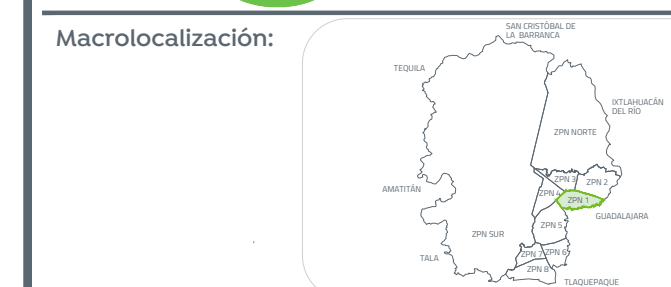 Macrolocalización:
SAN CRISTÓBAL DE
LA BARRANCA
TEQUILA
IXTLAHUACÁN
DEL RÍO
ZPN NORTE
ZPN 3
ZPN 2
AMATITÁN
ZPN 4
ZPN 1
GUADALAJARA
ZPN 5
ZPN SUR
TALA
ZPN 7
ZPN 6
ZPN 8
TLAQUEPAQUE